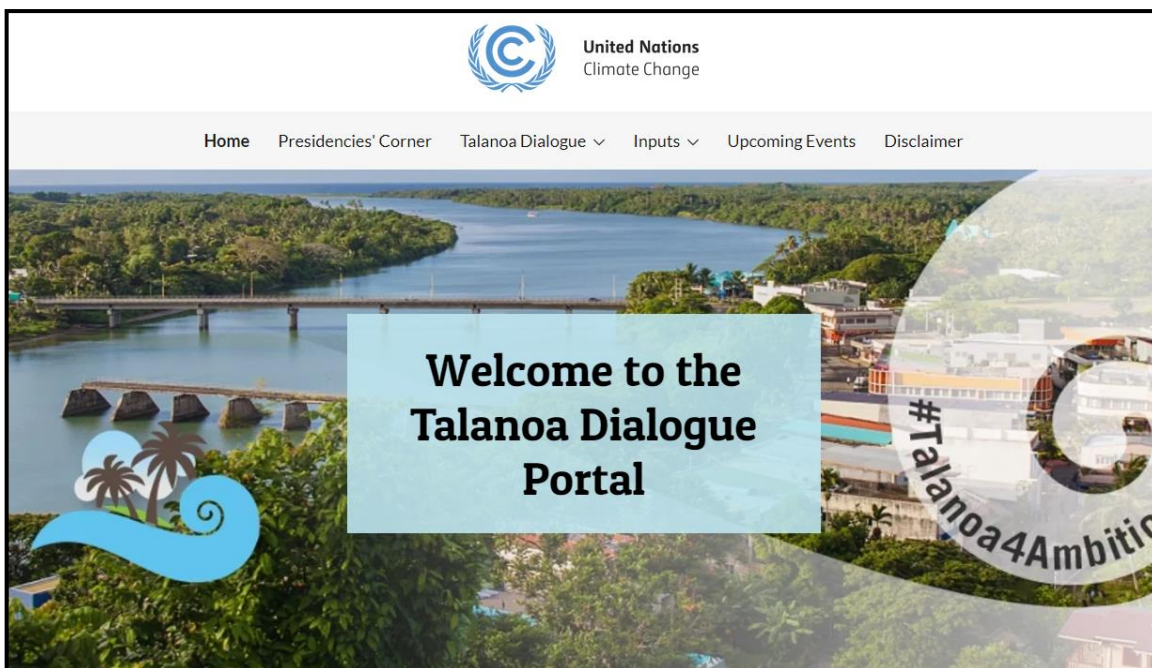 United Nations
Climate Change
Home Presidencies' Corner Talanoa Dialogue Inputs Upcoming Events Disclaimer
Welcome to the
Talanoa Dialogue
Portal
#Talanoa4Ambitio